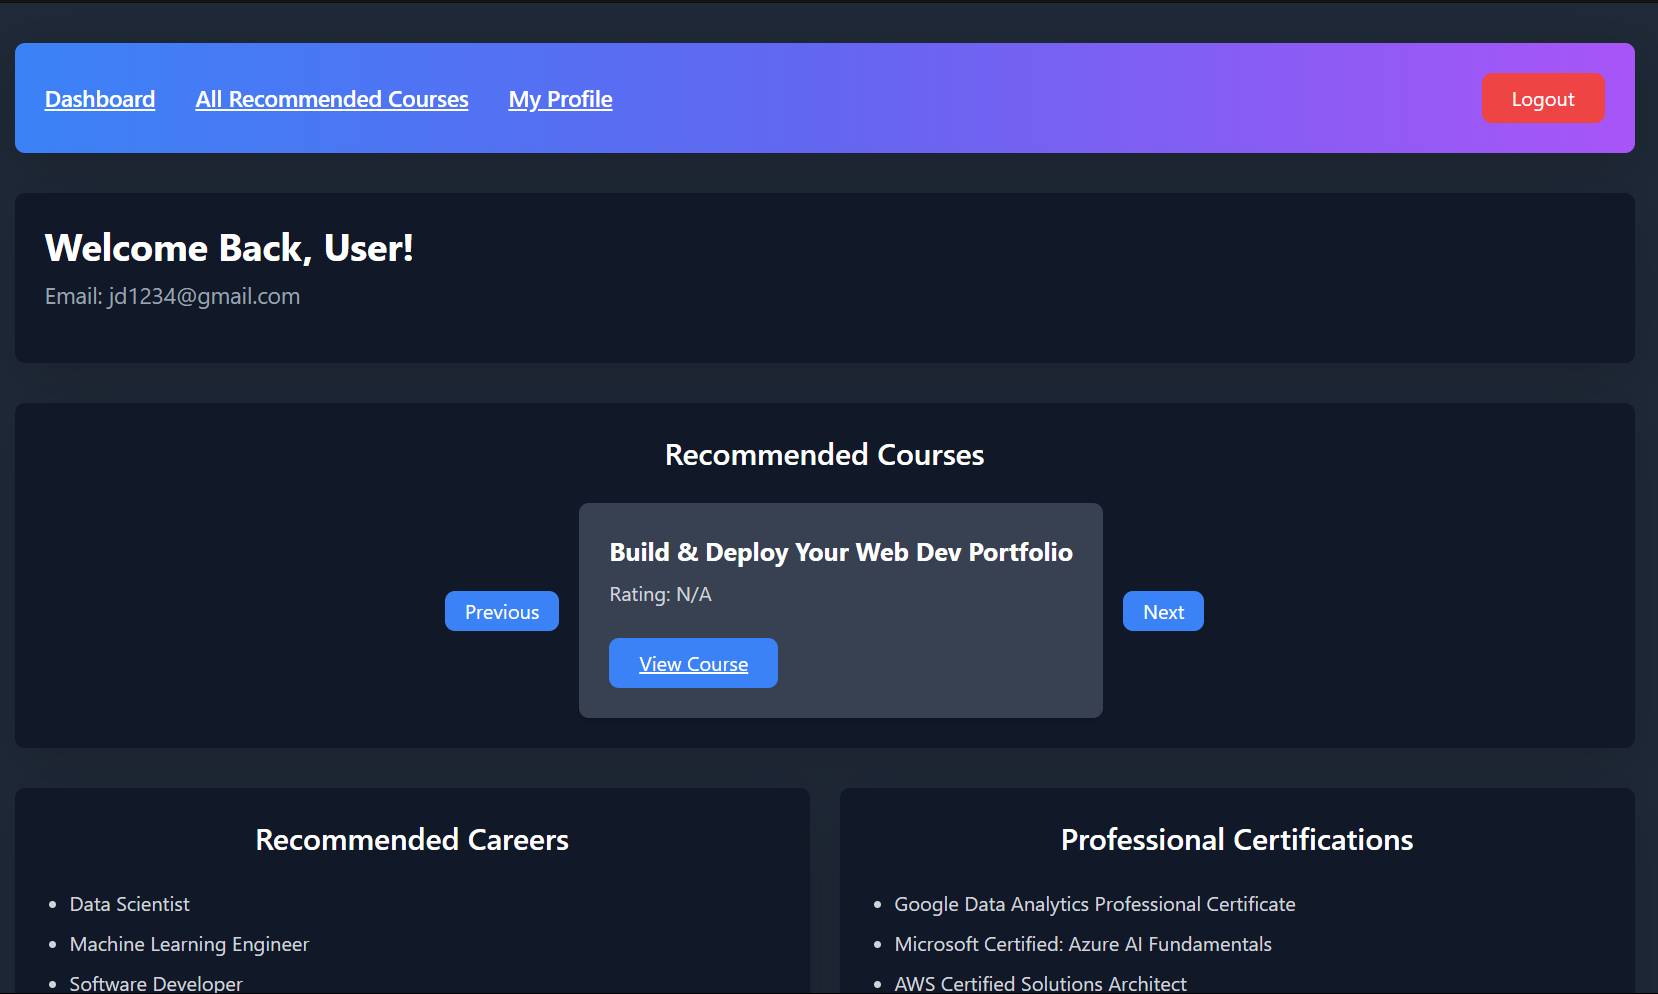 Dashboard All Recommended Courses My Profile Logout
Welcome Back, User!
Email: jd1234@gmail.com
Recommended Courses
Build & Deploy Your Web Dev Portfolio
Rating: N/A
Previous
Next
View Course
Recommended Careers
Data Scientist
Machine Learning Engineer
Software Developer
Professional Certifications
Google Data Analytics Professional Certificate
Microsoft Certified: Azure AI Fundamentals
AWS Certified Solutions Architect